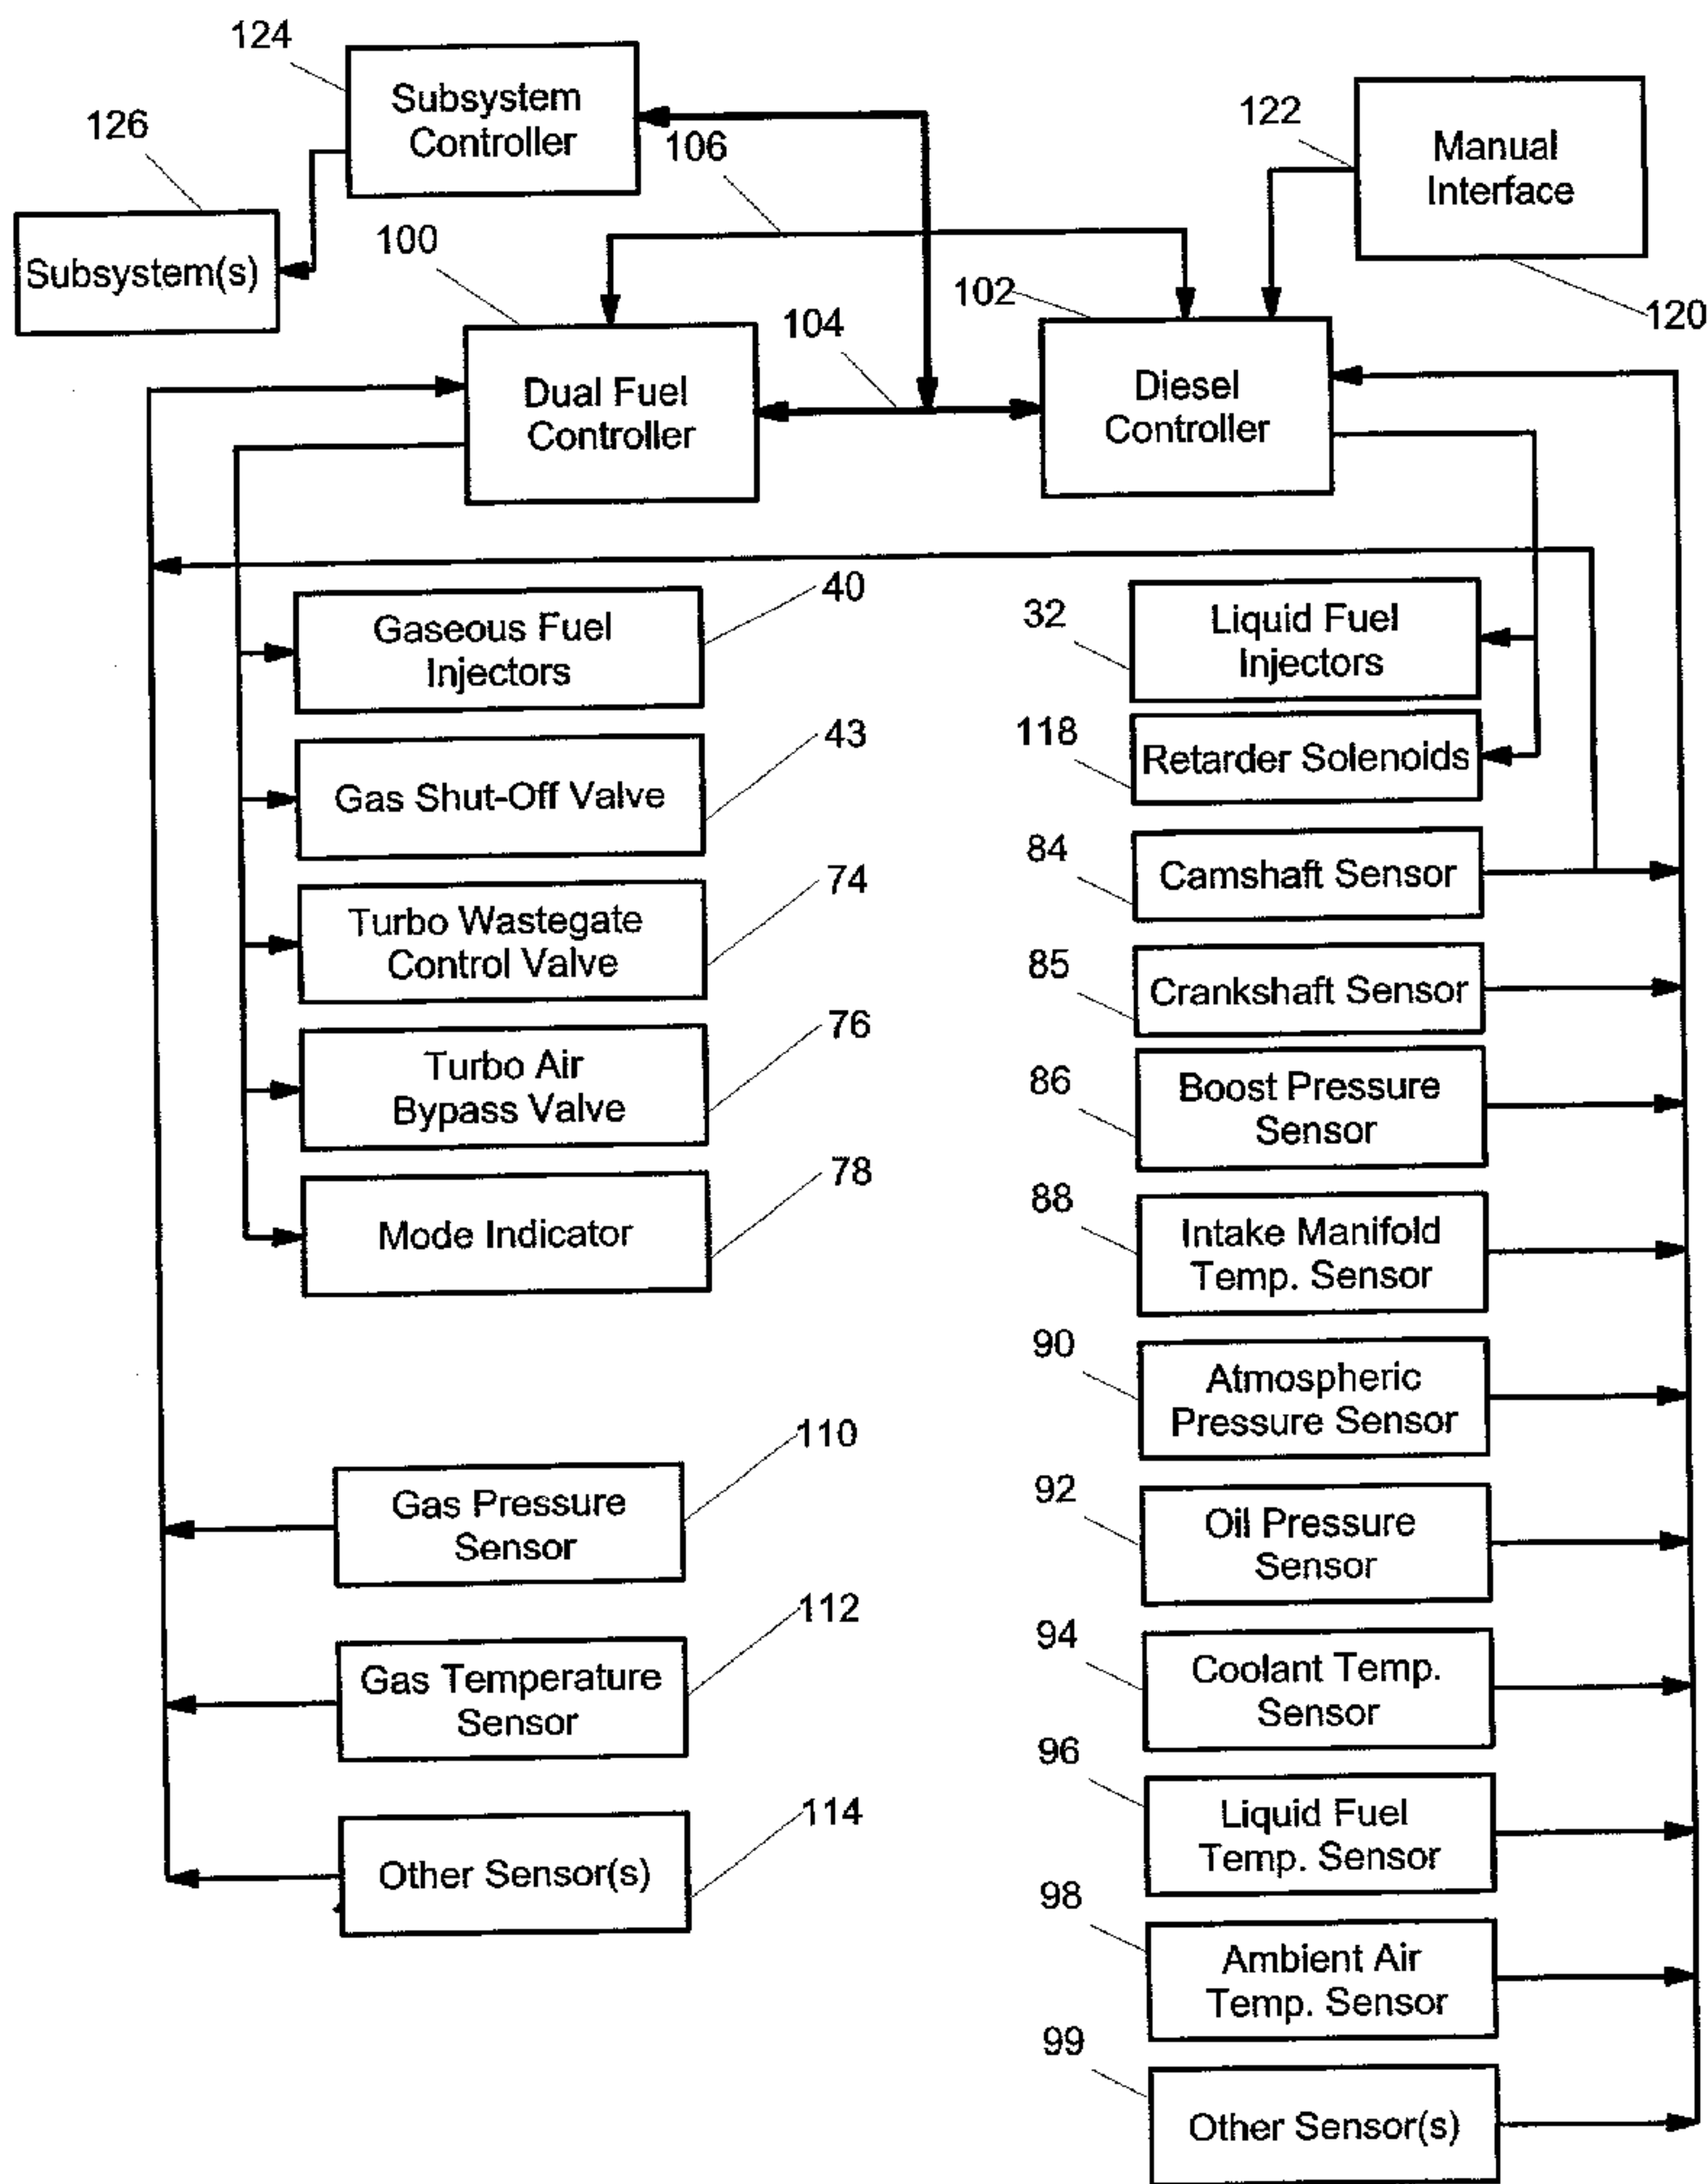 124
Subsystem
Controller
126
106
122
Manual
Interface
Subsystem(s)
100
102
104
120
Dual Fuel
Controller
Diesel
Controller
40
Gaseous Fuel
Injectors
32
Liquid Fuel
Injectors
43
Gas Shut-Off Valve
118
Retarder Solenoids
74
Turbo Wastegate
Control Valve
84
Camshaft Sensor
85
Crankshaft Sensor
76
Turbo Air
Bypass Valve
86
Boost Pressure
Sensor
78
Mode Indicator
88
Intake Manifold
Temp. Sensor
90
Atmospheric
Pressure Sensor
110
Gas Pressure
Sensor
92
Oil Pressure
Sensor
112
Gas Temperature
Sensor
94
Coolant Temp.
Sensor
96
Liquid Fuel
Temp. Sensor
114
Other Sensor(s)
98
Ambient Air
Temp. Sensor
99
Other Sensor(s)